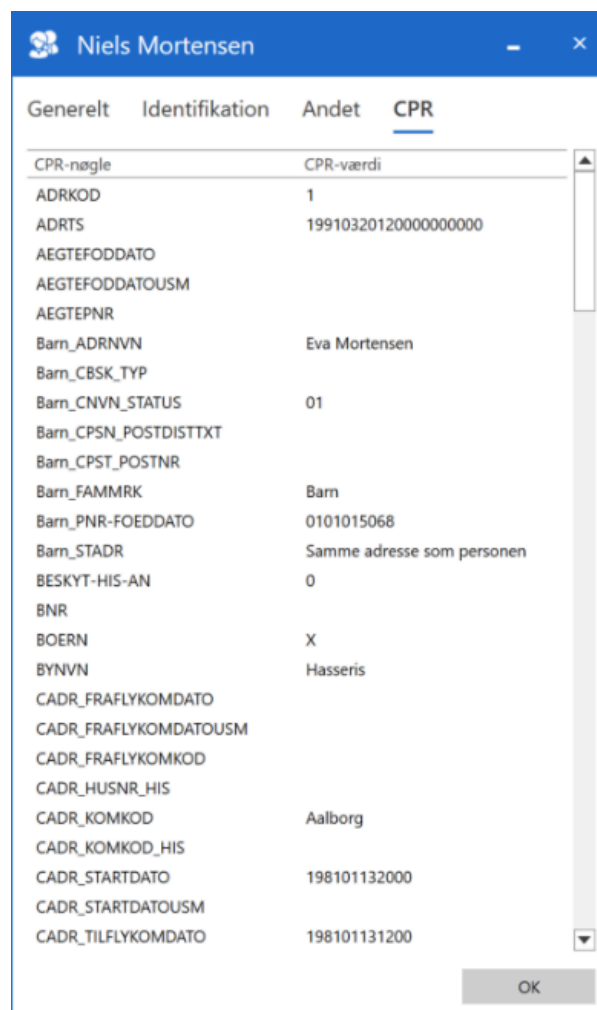 Niels Mortensen
Generelt Identifikation Andet CPR
CPR-nøgle CPR-værdi
ADRKOD 1
ADRTS 19910320120000000000
AEGTEFODDATO
AEGTEFODDATOUSM
AEGTEPNR
Barn_ADRNVN Eva Mortensen
Barn_CBSK_TYP
Barn_CNVN_STATUS 01
Barn_CPSN_POSTDISTTXT
Barn_CPST_POSTNR
Barn_FAMMRK Barn
Barn_PNR-FOEDDATO 0101015068
Barn_STADR Samme adresse som personen
BESKYT-HIS-AN 0
BNR
BOERN X
BYNVN Hasseris
CADR_FRAFLYKOMDATO
CADR_FRAFLYKOMDATOUSM
CADR_FRAFLYKOMKOD
CADR_HUSNR_HIS
CADR_KOMKOD Aalborg
CADR_KOMKOD_HIS
CADR_STARTDATO 198101132000
CADR_STARTDATOUSM
CADR_TILFLYKOMDATO 198101131200
OK